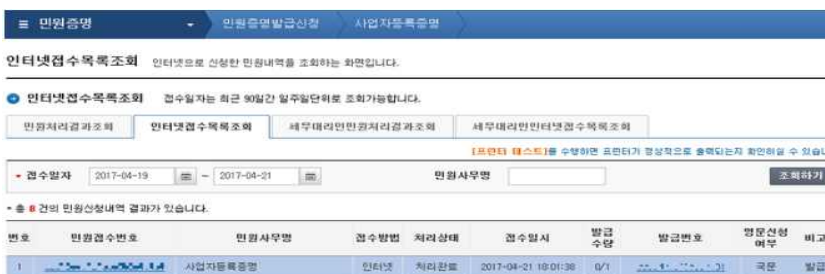 민원증명 민원증명발급신청 사업자등록증명
인터넷접수목록조회 인터넷으로 신청한 민원내역을 조회하는 화면입니다.
인터넷접수목록조회 접수일자는 최근 90일간 일주일단위로 조회가능합니다.
민원처리결과조회 인터넷접수목록조회 세무대리인민원처리결과조회 세무대리인인터넷접수목록조회
[프린터 테스트]를 수행하면 프린터가 정상적으로 출력되는지 확인하실 수 있습니
접수일자 2017-04-19 ~ 2017-04-21 민원사무명 조회하기
총 8 건의 민원신청내역 결과가 있습니다.
번호 민원접수번호 민원사무명 접수방법 처리상태 접수일시 발급수량 발급번호 영문신청여부 비고
1 사업자등록증명 인터넷 처리완료 2017-04-21 18:01:38 0/1 국문 발급